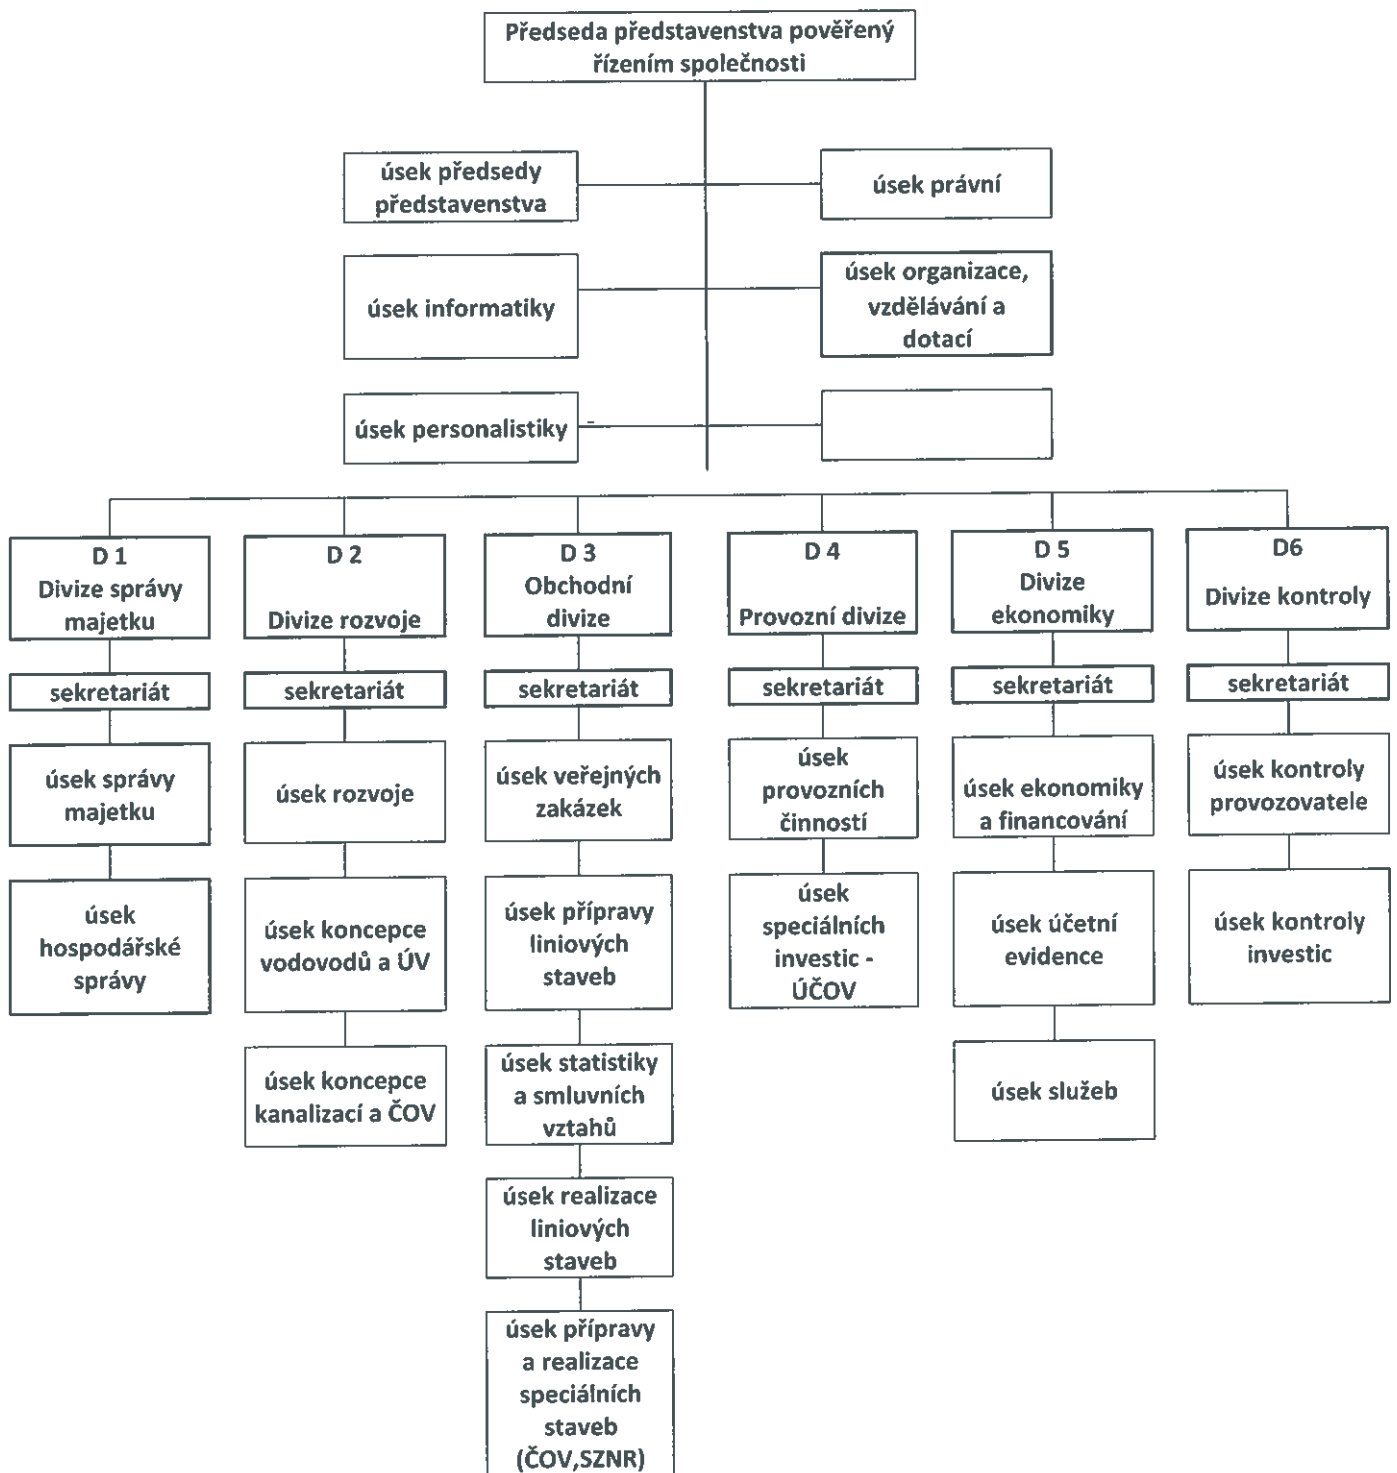 Předseda představenstva pověřený
řízením společnosti
úsek předsedy
představenstva
úsek právní
úsek informatiky
úsek organizace,
vzdělávání a
dotací
úsek personalistiky
D 1
Divize správy
majetku
sekretariát
úsek správy
majetku
úsek
hospodářské
správy
D 2
Divize rozvoje
sekretariát
úsek rozvoje
úsek koncepce
vodovodů a ÚV
úsek koncepce
kanalizací a ČOV
D 3
Obchodní
divize
sekretariát
úsek veřejných
zakázek
úsek přípravy
liniových
staveb
úsek statistiky
a smluvních
vztahů
úsek realizace
liniových
staveb
úsek přípravy
a realizace
speciálních
staveb
(ČOV,SZNR)
D 4
Provozní divize
sekretariát
úsek
provozních
činností
úsek
speciálních
investic -
ÚČOV
D 5
Divize
ekonomiky
sekretariát
úsek ekonomiky
a financování
úsek účetní
evidence
úsek služeb
D6
Divize kontroly
sekretariát
úsek kontroly
provozovatele
úsek kontroly
investic